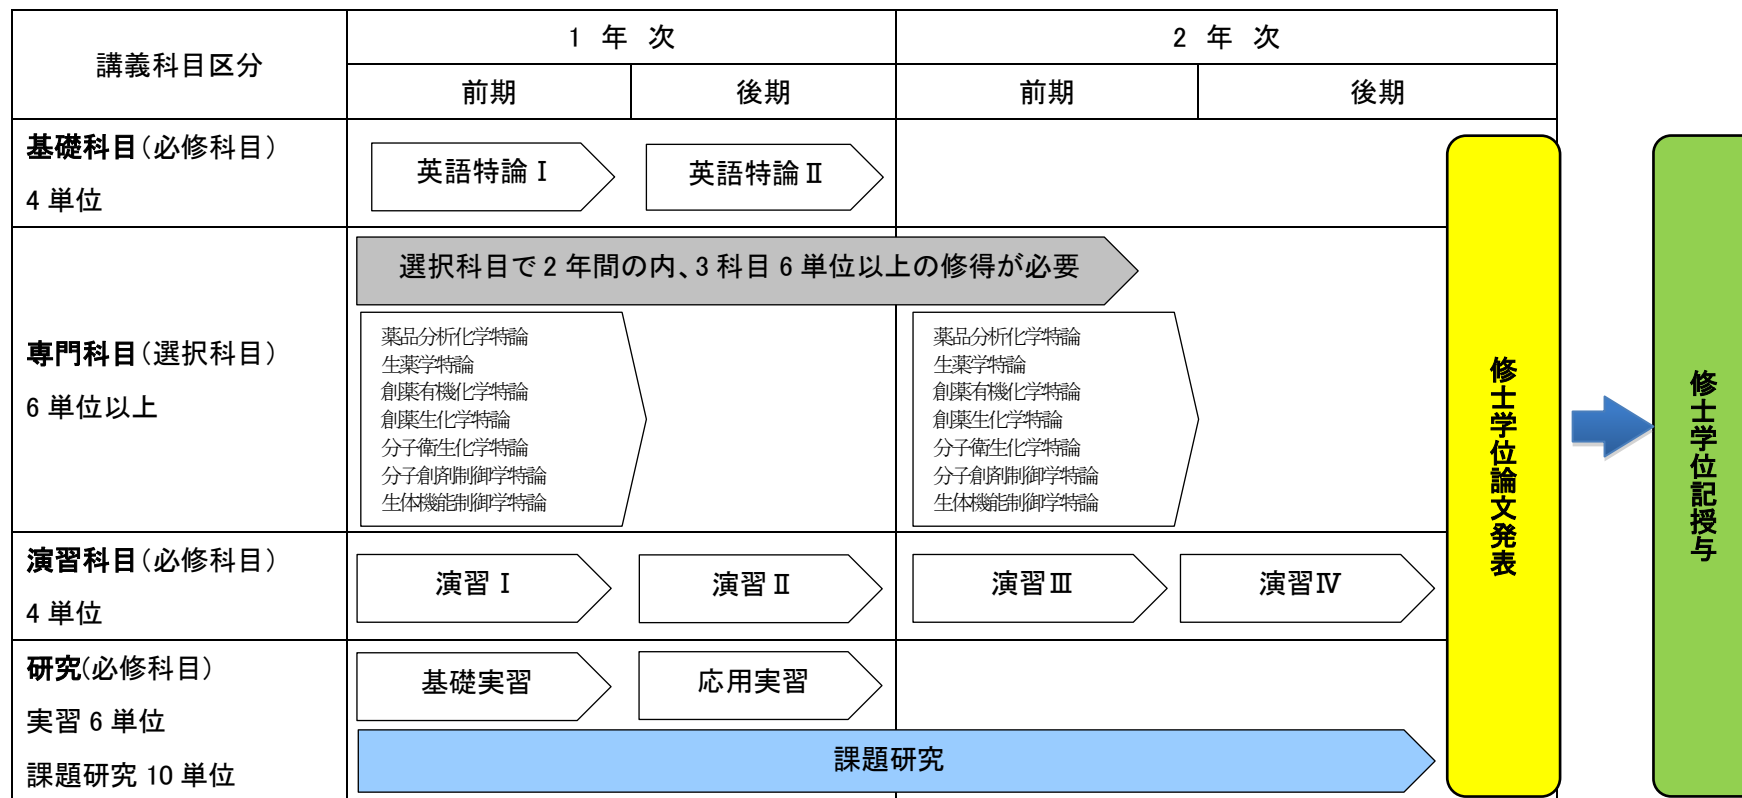 講義科目区分
1 年 次
2 年 次
前期
後期
前期
後期
基礎科目(必修科目)
4 単位
英語特論Ⅰ
英語特論Ⅱ
専門科目(選択科目)
6 単位以上
選択科目で 2 年間の内、3 科目 6 単位以上の修得が必要
薬品分析化学特論
生薬学特論
創薬有機化学特論
創薬生化学特論
分子衛生化学特論
分子創剤制御学特論
生体機能制御学特論
薬品分析化学特論
生薬学特論
創薬有機化学特論
創薬生化学特論
分子衛生化学特論
分子創剤制御学特論
生体機能制御学特論
演習科目(必修科目)
4 単位
演習Ⅰ
演習Ⅱ
演習Ⅲ
演習Ⅳ
研究(必修科目)
実習 6 単位
課題研究 10 単位
基礎実習
応用実習
課題研究
修士学位論文発表
修士学位記授与